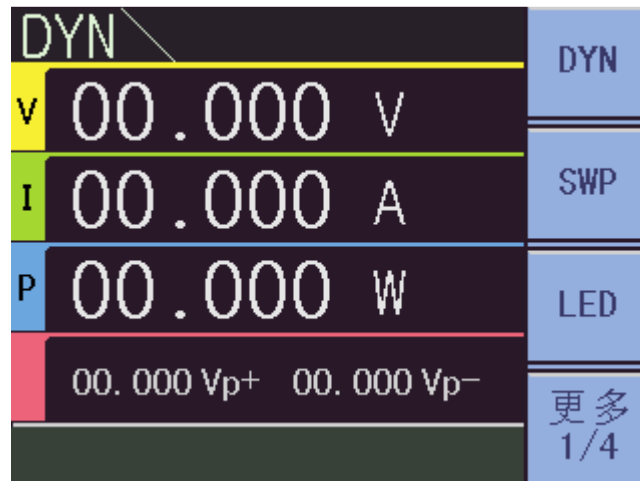 DYN
V 00.000 V
I 00.000 A
P 00.000 W
00.000 Vp+ 00.000 Vp-
DYN
SWP
LED
更多
1/4